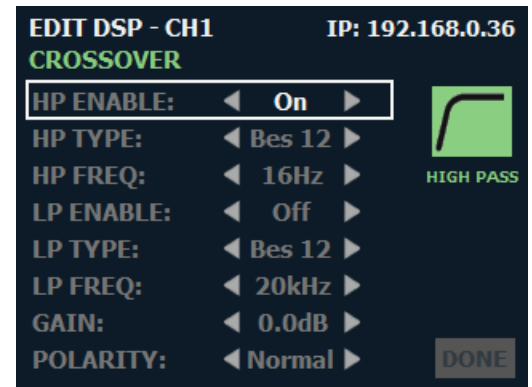 EDIT DSP - CH1 IP: 192.168.0.36
CROSSOVER
HP ENABLE: On
HP TYPE: Bes 12
HP FREQ: 16Hz
HIGH PASS
LP ENABLE: Off
LP TYPE: Bes 12
LP FREQ: 20kHz
GAIN: 0.0dB
POLARITY: Normal
DONE